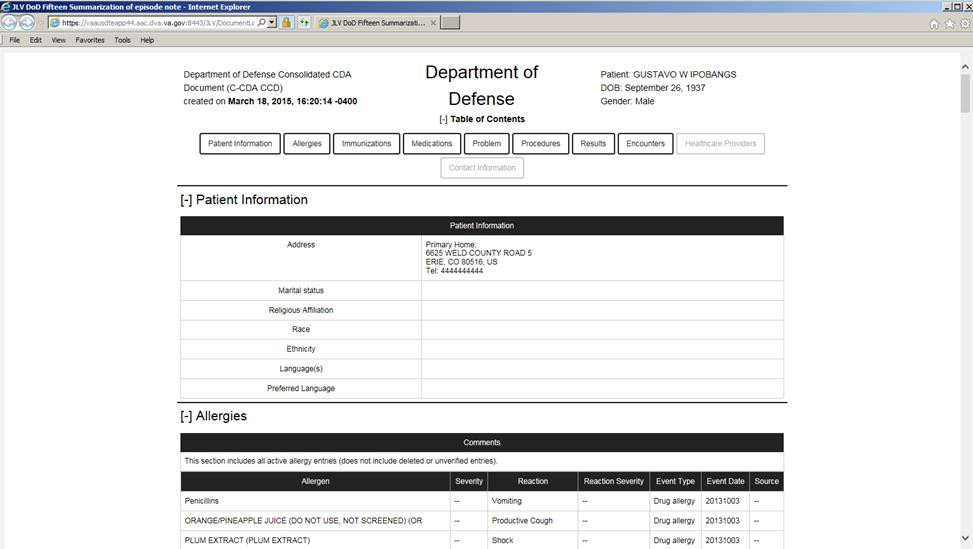 JLV DoD Fifteen Summarization of episode note - Internet Explorer
https://vaausdteapp44.aac.dva.va.gov:8443/JLV/DocumentL
JLV DoD Fifteen Summarizati...
File Edit View Favorites Tools Help
Department of Defense Consolidated CDA
Document (C-CDA CCD)
created on March 18, 2015, 16:20:14 -0400
Department of
Defense
[-] Table of Contents
Patient: GUSTAVO W IPOBANGS
DOB: September 26, 1937
Gender: Male
Patient Information Allergies Immunizations Medications Problem Procedures Results Encounters Healthcare Providers
Contact Information
[-] Patient Information
Patient Information
Address
Primary Home:
6625 WELD COUNTY ROAD 5
ERIE, CO 80516, US
Tel: 4444444444
Marital status
Religious Affiliation
Race
Ethnicity
Language(s)
Preferred Language
[-] Allergies
Comments
This section includes all active allergy entries (does not include deleted or unverified entries).
Allergen Severity Reaction Reaction Severity Event Type Event Date Source
Penicillins -- Vomiting -- Drug allergy 20131003 --
ORANGE/PINEAPPLE JUICE (DO NOT USE, NOT SCREENED) (OR -- Productive Cough -- Drug allergy 20131003 --
PLUM EXTRACT (PLUM EXTRACT) -- Shock -- Drug allergy 20131003 --